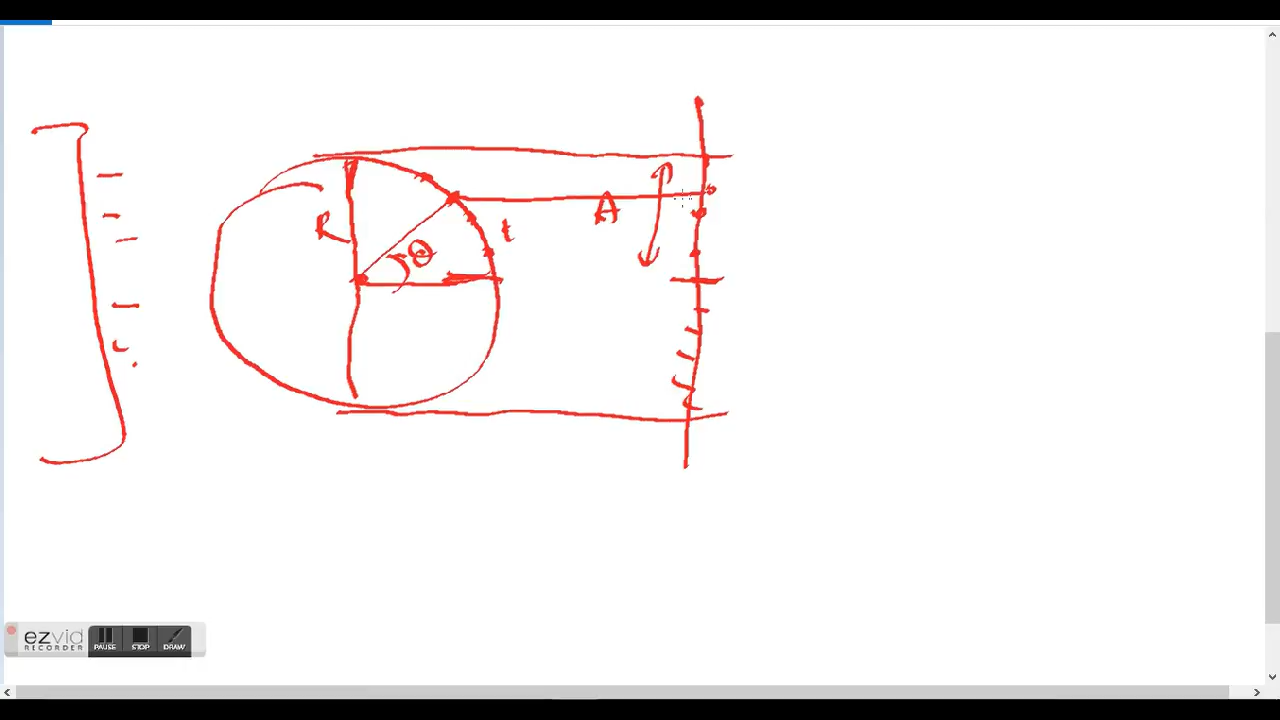 R
θ
t
A
ezvid
RECORDER
PAUSE
STOP
DRAW